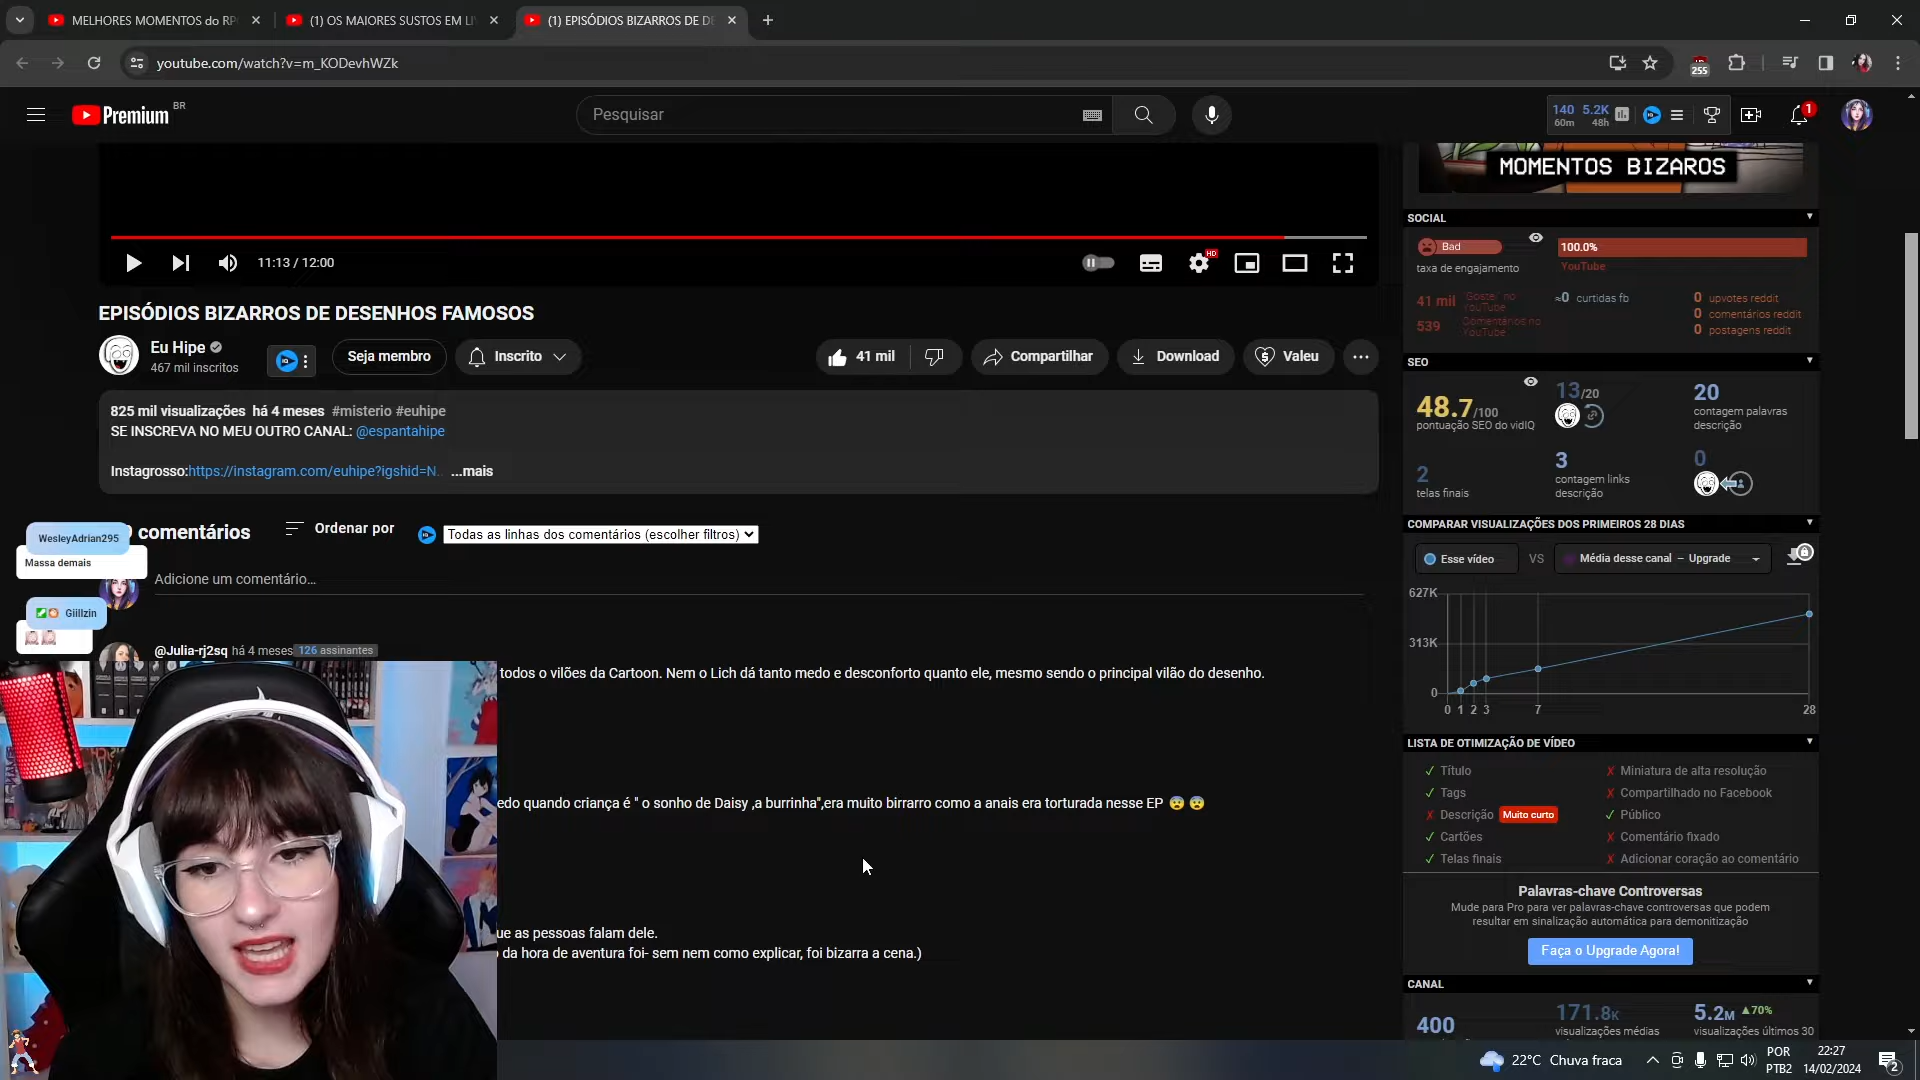 MELHORES MOMENTOS do RP
(1) OS MAIORES SUSTOS EM LI
(1) EPISÓDIOS BIZARROS DE DE
youtube.com/watch?v=m_KODevhWZk
255
Premium
BR
Pesquisar
140 5.2K
60m 48h
1
MOMENTOS BIZAROS
11:13 / 12:00
HD
EPISÓDIOS BIZARROS DE DESENHOS FAMOSOS
Eu Hipe
467 mil inscritos
Seja membro
Inscrito
41 mil
Compartilhar
Download
Valeu
825 mil visualizações há 4 meses #misterio #euhipe
SE INSCREVA NO MEU OUTRO CANAL: @espantahipe
Instagrosso:https://instagram.com/euhipe?igshid=N... ...mais
comentários
Ordenar por
Todas as linhas dos comentários (escolher filtros)
WesleyAdrian295
Massa demais
Adicione um comentário...
Giillzin
@Julia-rj2sq há 4 meses 126 assinantes
todos o vilões da Cartoon. Nem o Lich dá tanto medo e desconforto quanto ele, mesmo sendo o principal vilão do desenho.
edo quando criança é " o sonho de Daisy ,a burrinha",era muito birrarro como a anais era torturada nesse EP 😨 😨
ue as pessoas falam dele.
da hora de aventura foi- sem nem como explicar, foi bizarra a cena.)
SOCIAL
Bad
taxa de engajamento
100.0%
YouTube
41 mil "Gostei" no YouTube
539 Comentários no YouTube
≈0 curtidas fb
0 upvotes reddit
0 comentários reddit
0 postagens reddit
SEO
48.7/100
pontuação SEO do vidIQ
13/20
20
contagem palavras descrição
2
telas finais
3
contagem links descrição
0
COMPARAR VISUALIZAÇÕES DOS PRIMEIROS 28 DIAS
Esse vídeo
VS
Média desse canal – Upgrade
627K
313K
0
0 1 2 3 7 28
LISTA DE OTIMIZAÇÃO DE VÍDEO
✓ Título
✗ Miniatura de alta resolução
✓ Tags
✗ Compartilhado no Facebook
✗ Descrição Muito curto
✓ Público
✓ Cartões
✗ Comentário fixado
✓ Telas finais
✗ Adicionar coração ao comentário
Palavras-chave Controversas
Mude para Pro para ver palavras-chave controversas que podem
resultar em sinalização automática para demonitização
Faça o Upgrade Agora!
CANAL
400
171.8K
visualizações médias
5.2M ▲70%
visualizações últimos 30
22°C Chuva fraca
POR
PTB2
22:27
14/02/2024
2